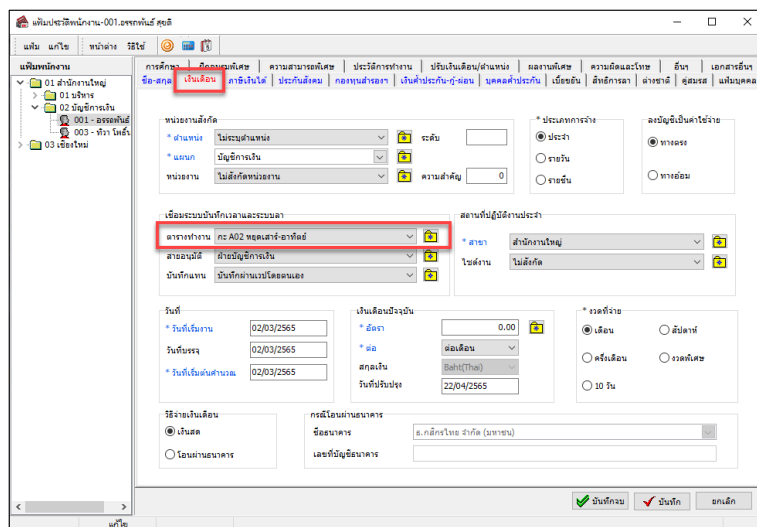 แฟ้มประวัติพนักงาน-001.อรรถพันธ์ สุขดี
แฟ้ม แก้ไข หน้าต่าง วิธีใช้
แฟ้มพนักงาน
01 สำนักงานใหญ่
01 บริหาร
02 บัญชีการเงิน
001 - อรรถพันธ์
003 - ทิวา โพธิ์
03 เชียงใหม่
การศึกษา ฝึกอบรมพิเศษ ความสามารถพิเศษ ประวัติการทำงาน ปรับเงินเดือน/ตำแหน่ง ผลงานพิเศษ ความผิดและโทษ อื่นๆ เอกสารอื่นๆ
ชื่อ-สกุล เงินเดือน ภาษีเงินได้ ประกันสังคม กองทุนสำรองฯ เงินค้ำประกัน-กู้-ผ่อน บุคคลค้ำประกัน เบี้ยขยัน สิทธิการลา ต่างชาติ คู่สมรส แฟ้มบุคคล
หน่วยงานสังกัด
* ตำแหน่ง ไม่ระบุตำแหน่ง ระดับ
* แผนก บัญชีการเงิน
หน่วยงาน ไม่สังกัดหน่วยงาน ความสำคัญ 0
* ประเภทการจ้าง
ประจำ
รายวัน
รายชิ้น
ลงบัญชีเป็นค่าใช้จ่าย
ทางตรง
ทางอ้อม
เชื่อมระบบบันทึกเวลาและระบบลา
ตารางทำงาน กะ A02 หยุดเสาร์-อาทิตย์
สายอนุมัติ ฝ่ายบัญชีการเงิน
บันทึกแทน บันทึกผ่านเวปโดยตนเอง
สถานที่ปฏิบัติงานประจำ
* สาขา สำนักงานใหญ่
ไซด์งาน ไม่สังกัด
วันที่
* วันที่เริ่มงาน 02/03/2565
วันที่บรรจุ 02/03/2565
* วันที่เริ่มต้นคำนวณ 02/03/2565
เงินเดือนปัจจุบัน
* อัตรา 0.00
* ต่อ ต่อเดือน
สกุลเงิน Baht(Thai)
วันที่ปรับปรุง 22/04/2565
* งวดที่จ่าย
เดือน สัปดาห์
ครึ่งเดือน งวดพิเศษ
10 วัน
วิธีจ่ายเงินเดือน
เงินสด
โอนผ่านธนาคาร
กรณีโอนผ่านธนาคาร
ชื่อธนาคาร ธ.กสิกรไทย จำกัด (มหาชน)
เลขที่บัญชีธนาคาร
บันทึกจบ บันทึก ยกเลิก
แก้ไข